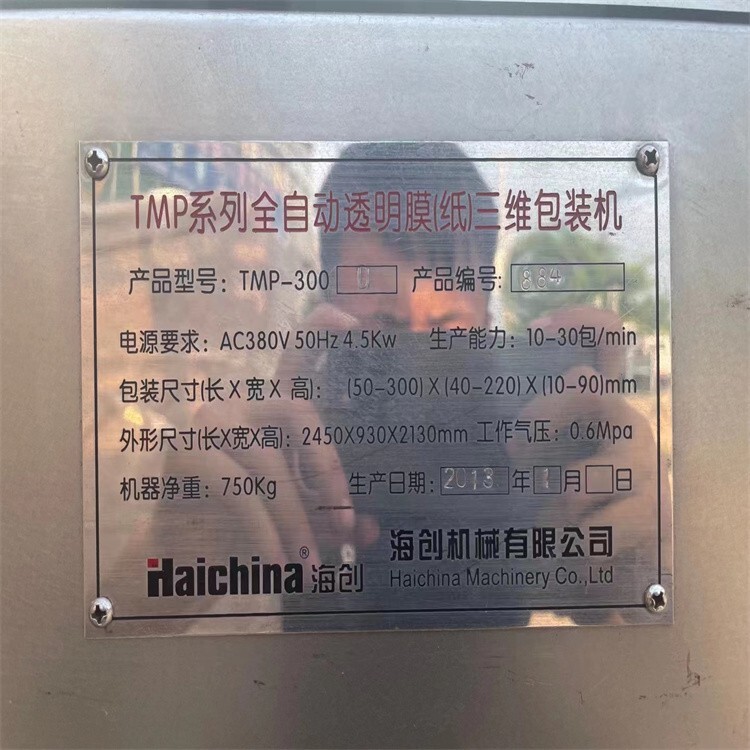 TMP系列全自动透明膜(纸)三维包装机
产品型号：TMP-300 产品编号: 884
电源要求：AC380V 50Hz 4.5Kw 生产能力：10-30包/min
包装尺寸(长X宽X 高)： (50-300)X(40-220)X(10-90)mm
外形尺寸(长X宽X高)：2450X930X2130mm 工作气压：0.6Mpa
机器净重：750Kg 生产日期：2013 年 1 月 日
Haichina® 海创 海创机械有限公司
Haichina Machinery Co.,Ltd